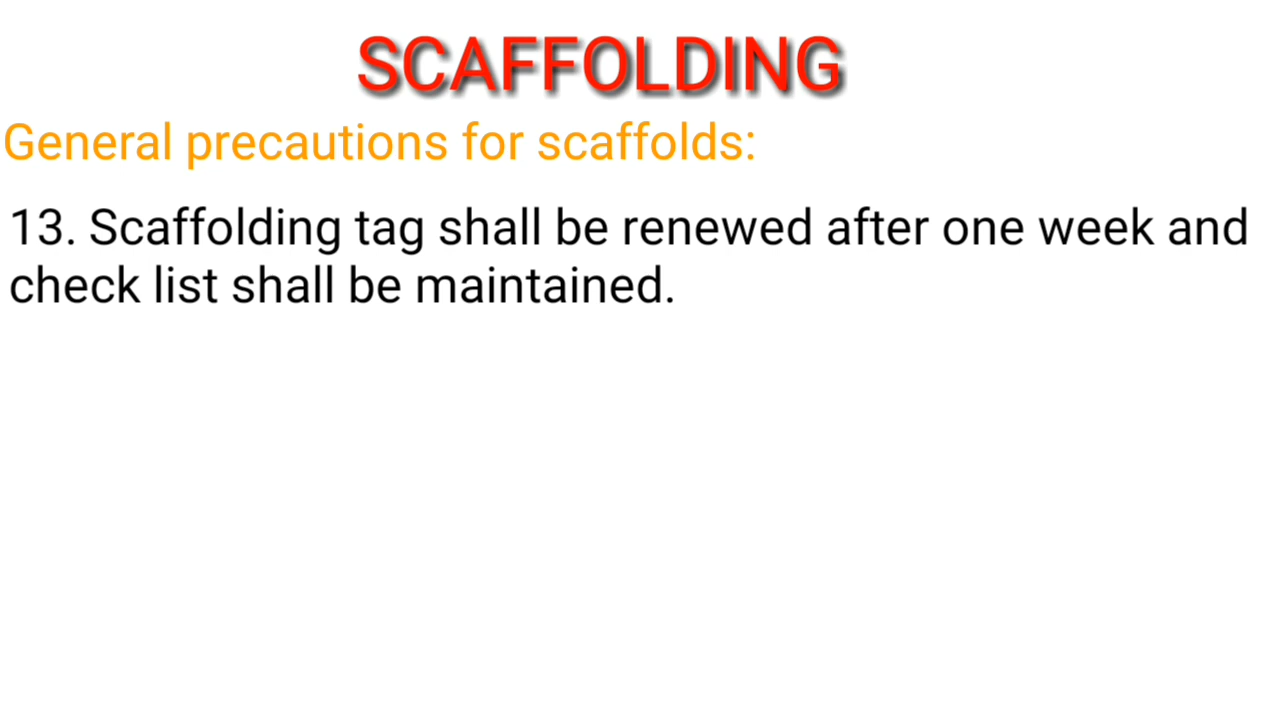 SCAFFOLDING
General precautions for scaffolds:
13. Scaffolding tag shall be renewed after one week and
check list shall be maintained.